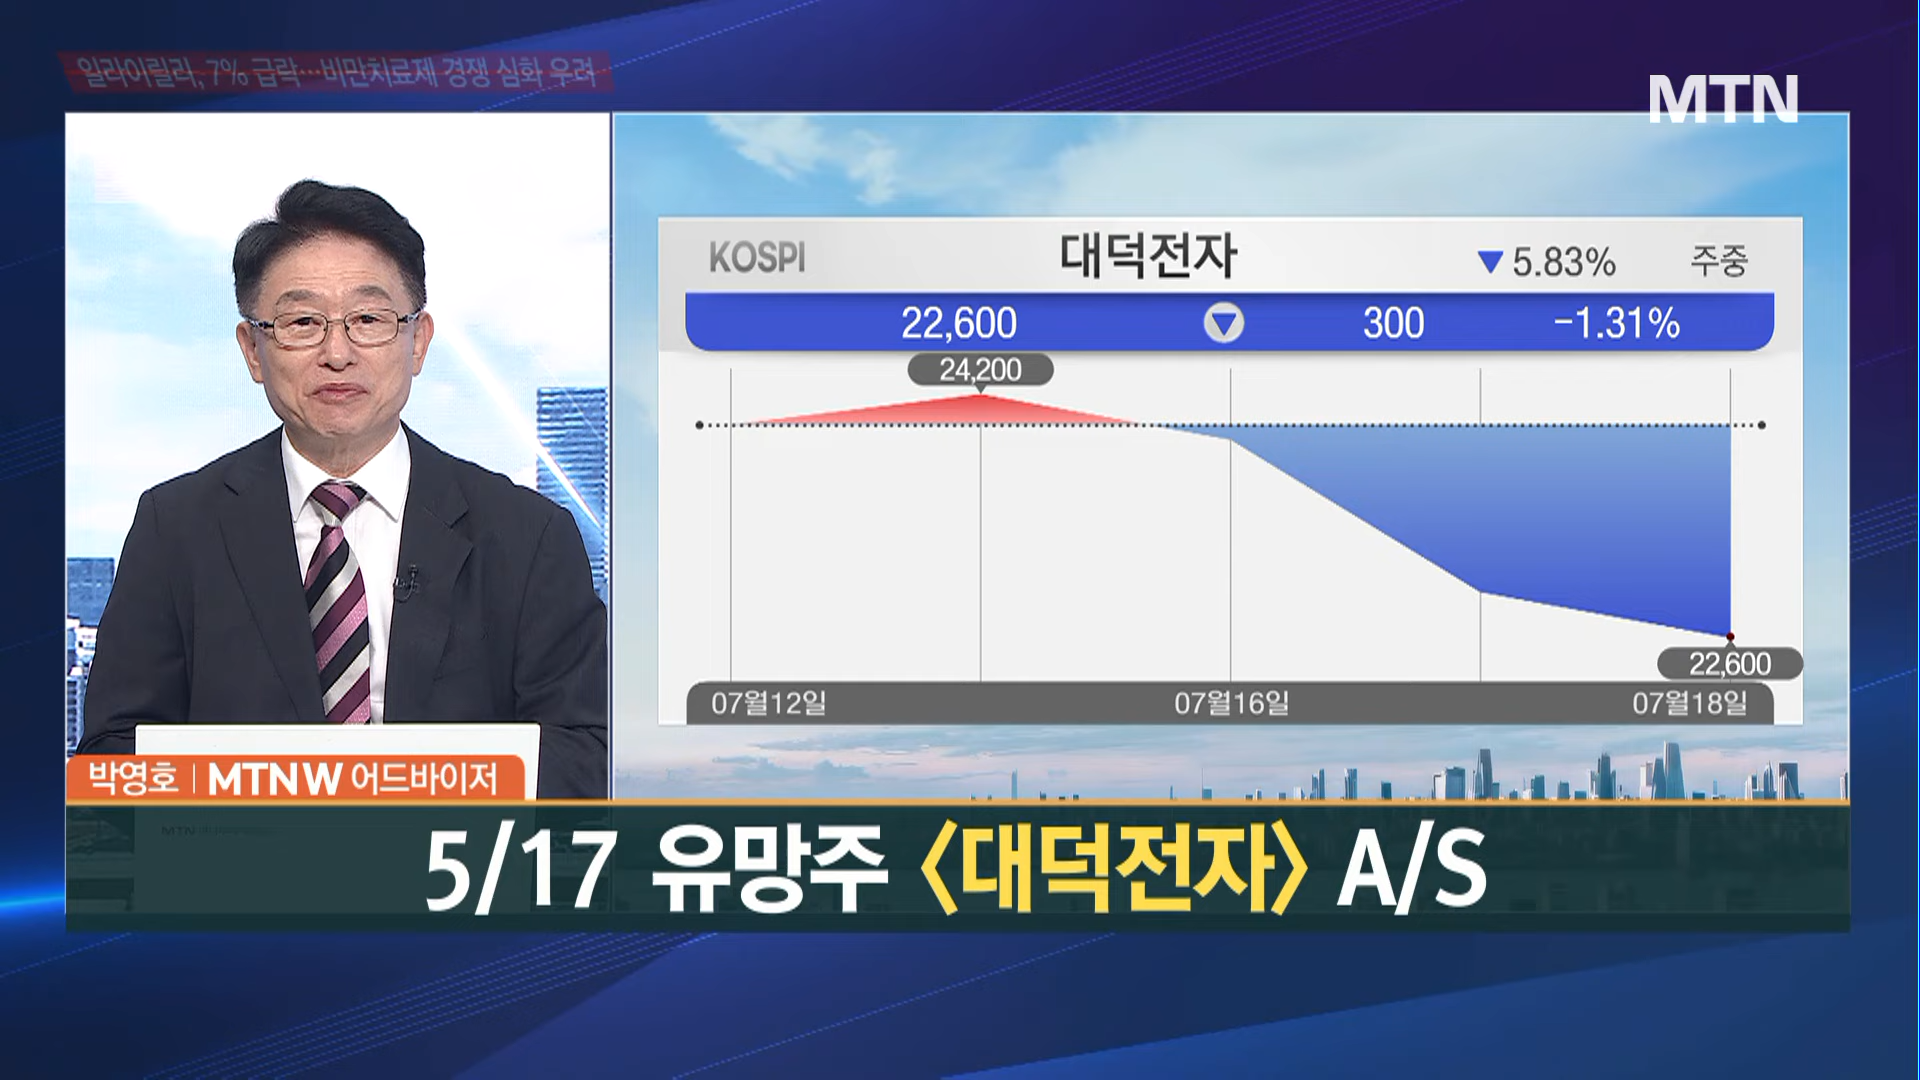 일라이릴리, 7% 급락…비만치료제 경쟁 심화 우려
MTN
KOSPI 대덕전자 ▼5.83% 주중
22,600 ▼ 300 -1.31%
24,200
22,600
07월12일 07월16일 07월18일
박영호 | MTNW 어드바이저
5/17 유망주 〈대덕전자〉 A/S